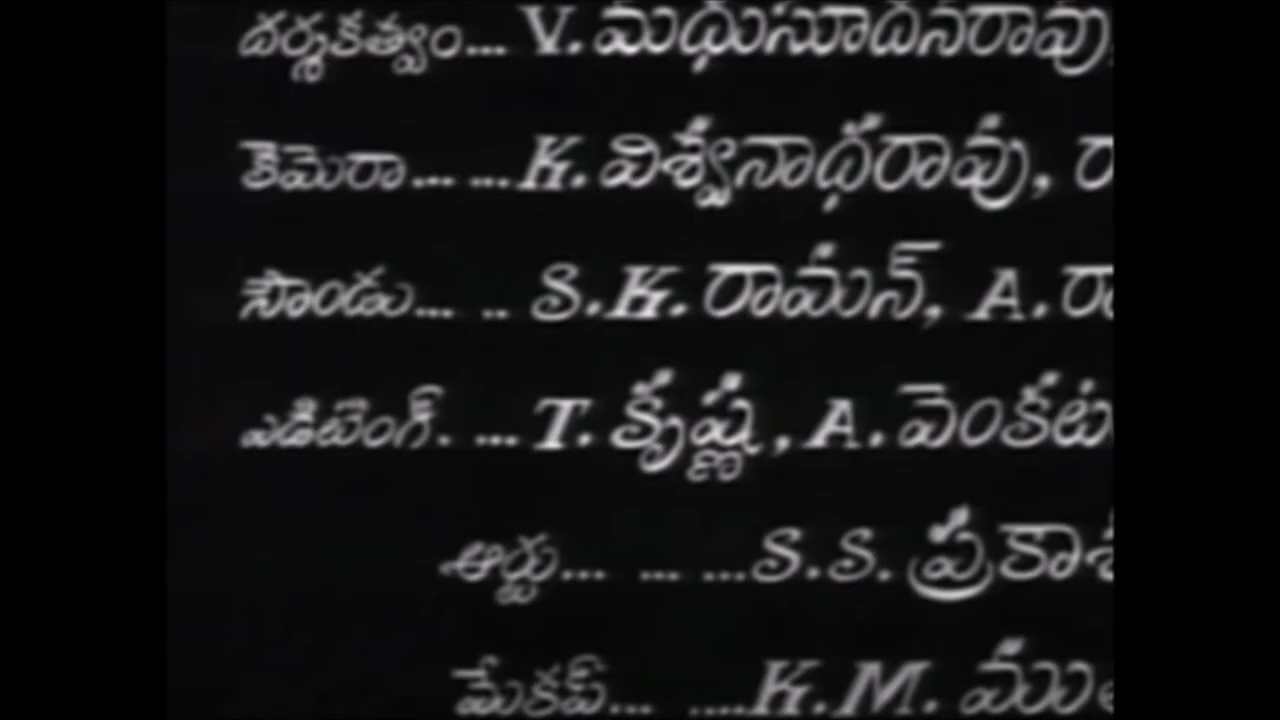 దర్శకత్వం... V. మధుసూదనరావు,
కెమెరా... ...K. విశ్వనాధరావు,
సౌండు... .. S.K. రామన్, A.
ఎడిటింగ్. ... T. కృష్ణ, A. వెంకట
ఆర్టు... ... ...S.S. ప్రకా
మేకప్... ....K.M. ము